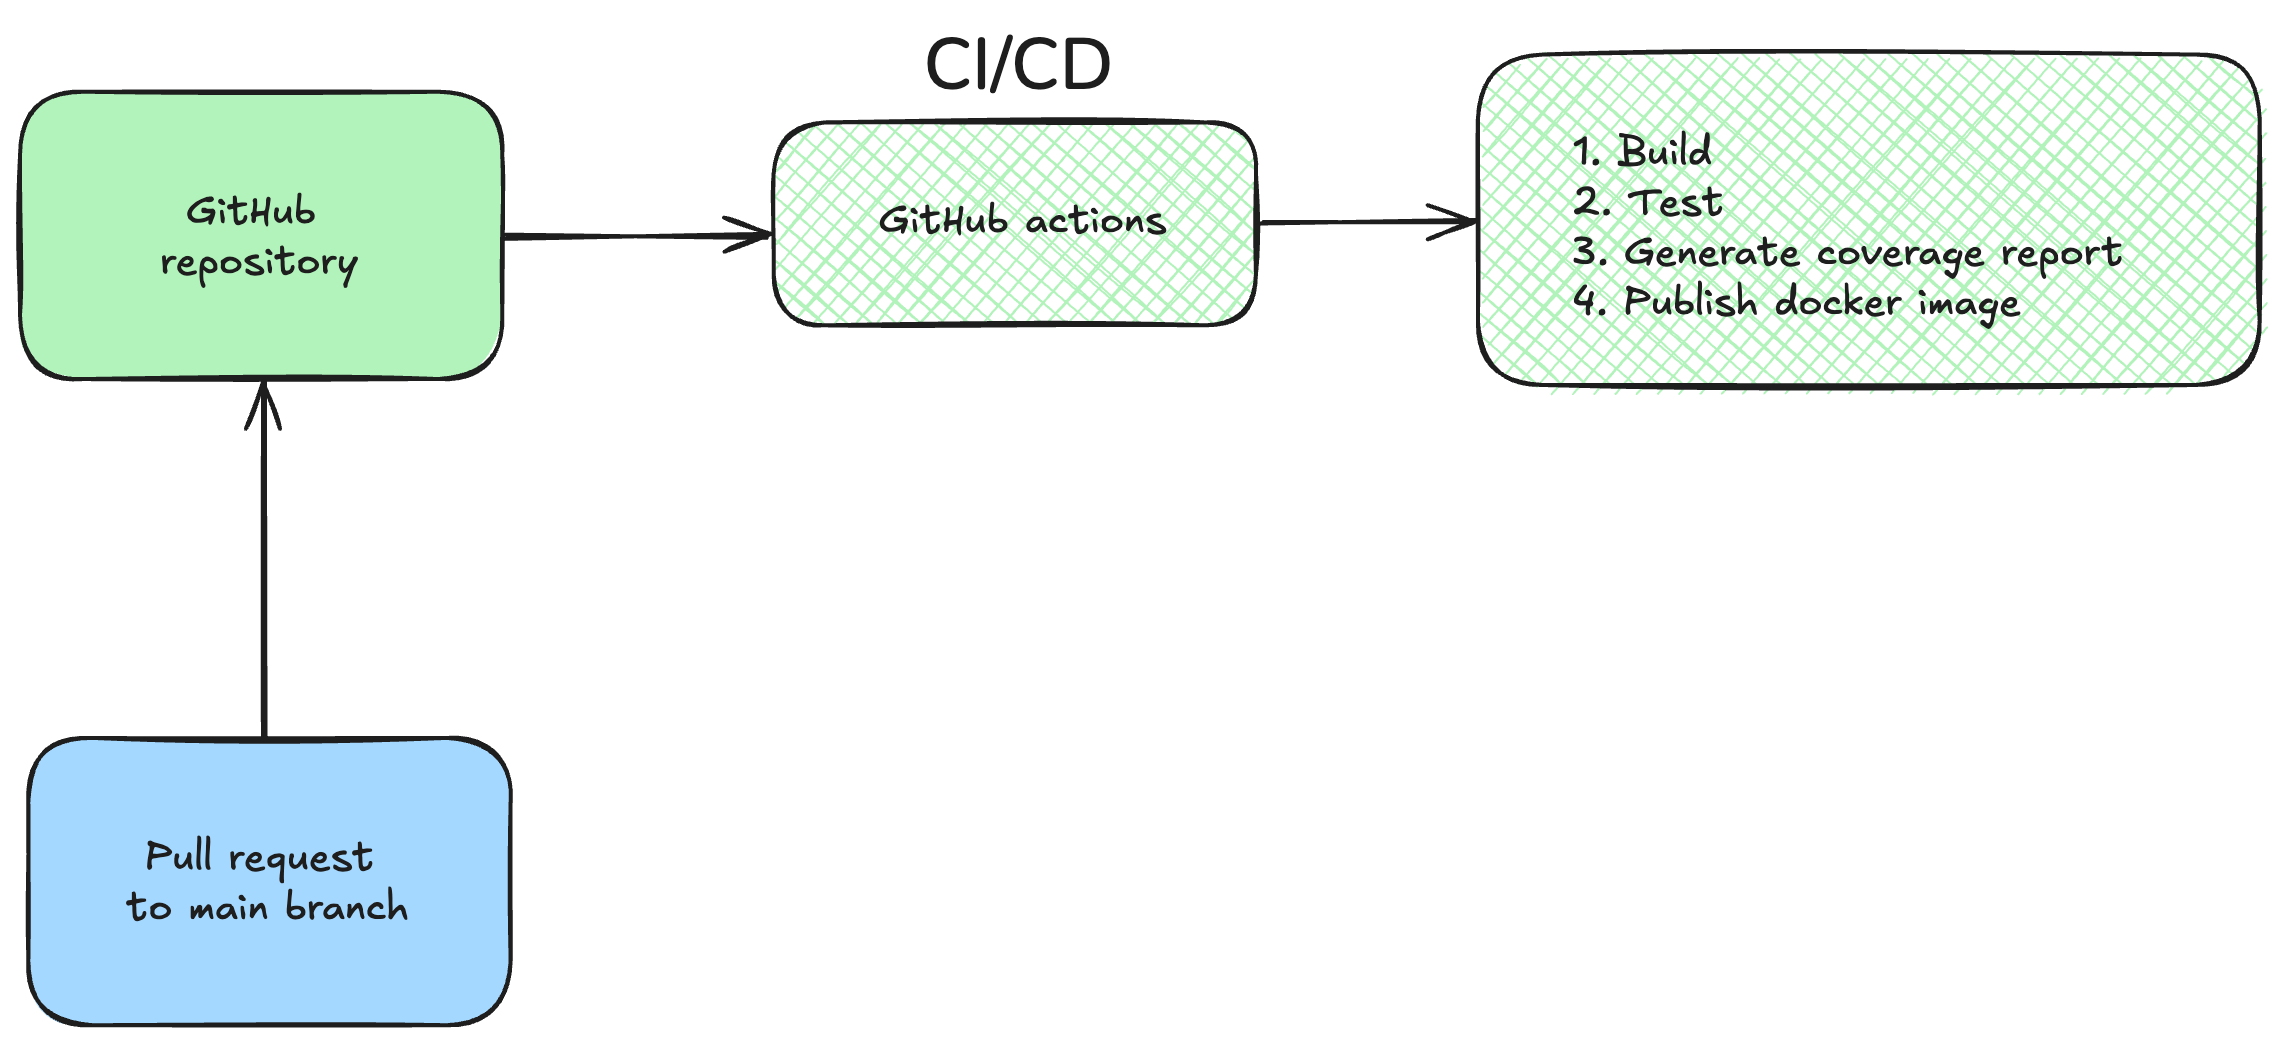 CI/CD
GitHub
repository
GitHub actions
1. Build
2. Test
3. Generate coverage report
4. Publish docker image
Pull request
to main branch